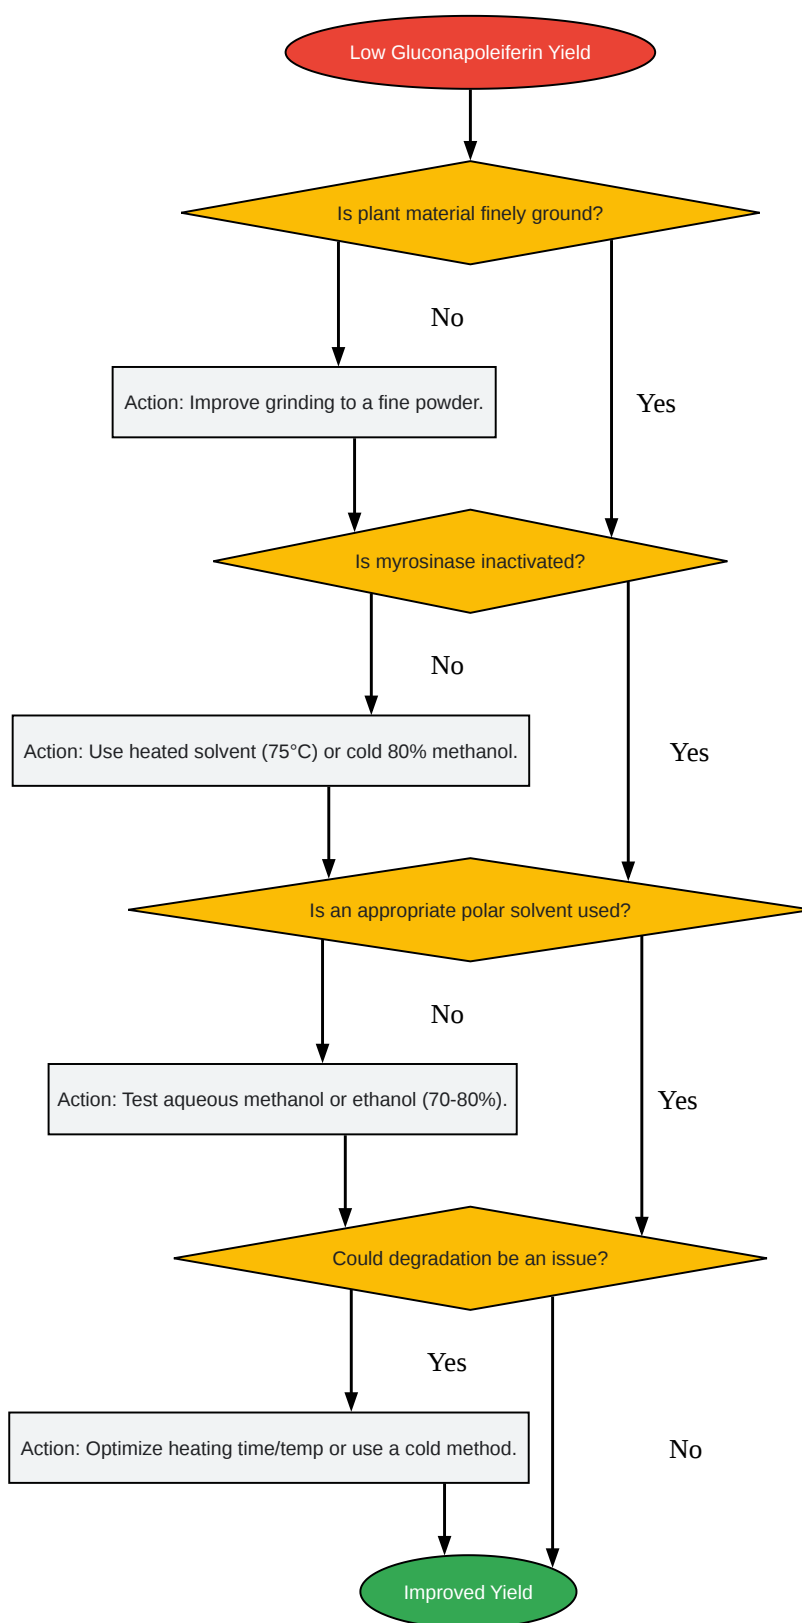 Low Gluconapoleiferin Yield
Is plant material finely ground?
No
Action: Improve grinding to a fine powder.
Yes
Is myrosinase inactivated?
No
Action: Use heated solvent (75°C) or cold 80% methanol.
Yes
Is an appropriate polar solvent used?
No
Action: Test aqueous methanol or ethanol (70-80%).
Yes
Could degradation be an issue?
Yes
Action: Optimize heating time/temp or use a cold method.
No
Improved Yield